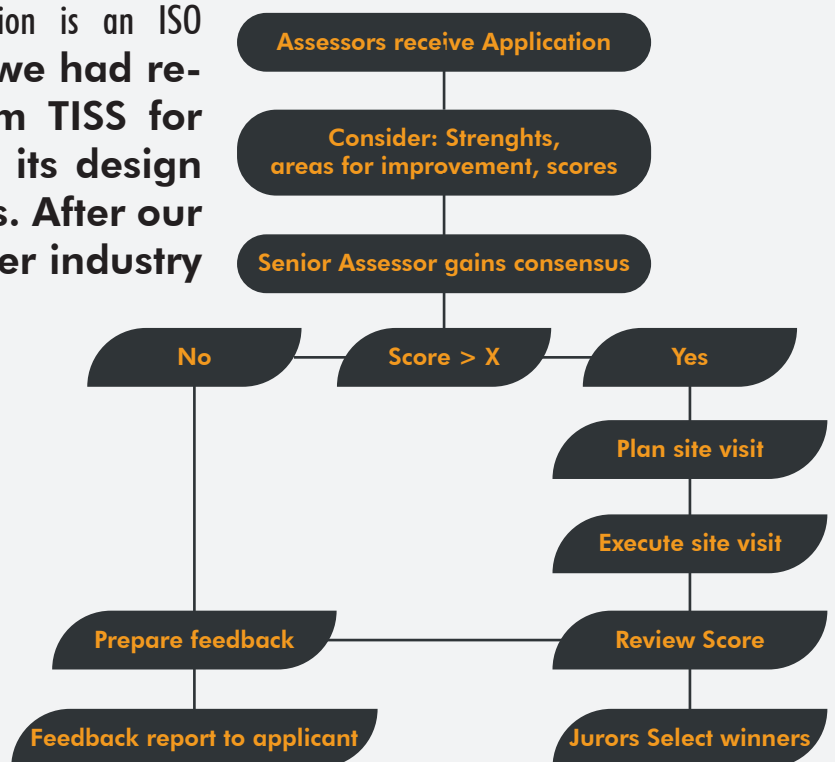 tion is an ISO
we had re-
m TISS for
its design
s. After our
er industry
Assessors receive Application
Consider: Strenghts,
areas for improvement, scores
Senior Assessor gains consensus
No
Score > X
Yes
Plan site visit
Execute site visit
Prepare feedback
Review Score
Feedback report to applicant
Jurors Select winners